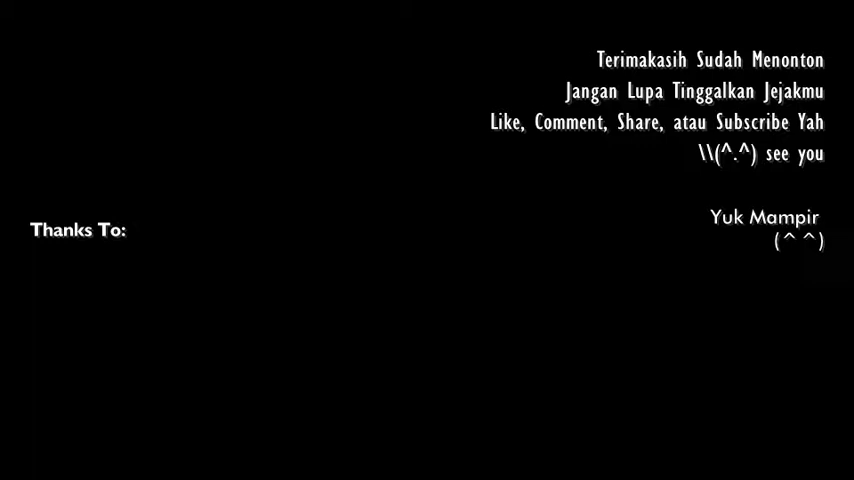 Terimakasih Sudah Menonton
Jangan Lupa Tinggalkan Jejakmu
Like, Comment, Share, atau Subscribe Yah
\\(^.^) see you
Thanks To:
Yuk Mampir
(^ ^)